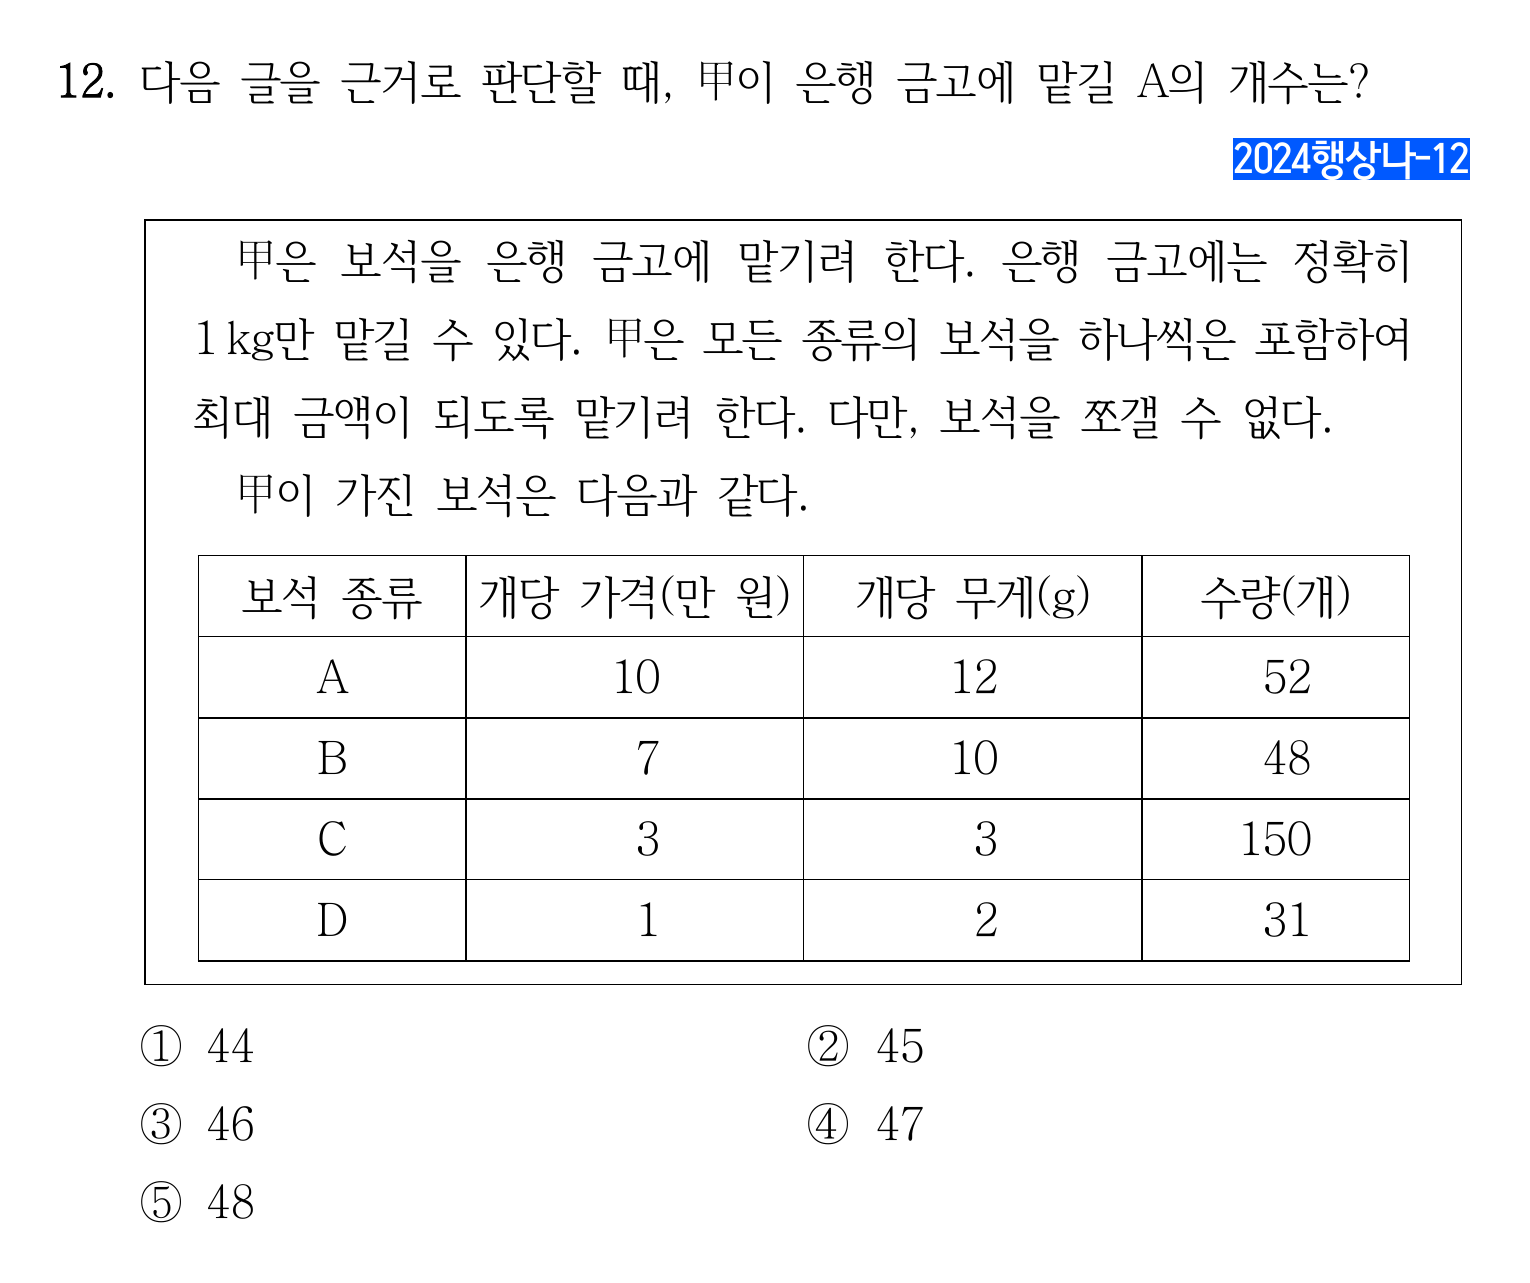 12. 다음 글을 근거로 판단할 때, 甲이 은행 금고에 맡길 A의 개수는?
2024행상나-12
甲은 보석을 은행 금고에 맡기려 한다. 은행 금고에는 정확히
1 kg만 맡길 수 있다. 甲은 모든 종류의 보석을 하나씩은 포함하여
최대 금액이 되도록 맡기려 한다. 다만, 보석을 쪼갤 수 없다.
甲이 가진 보석은 다음과 같다.
보석 종류 개당 가격(만 원) 개당 무게(g) 수량(개)
A 10 12 52
B 7 10 48
C 3 3 150
D 1 2 31
① 44 ② 45
③ 46 ④ 47
⑤ 48